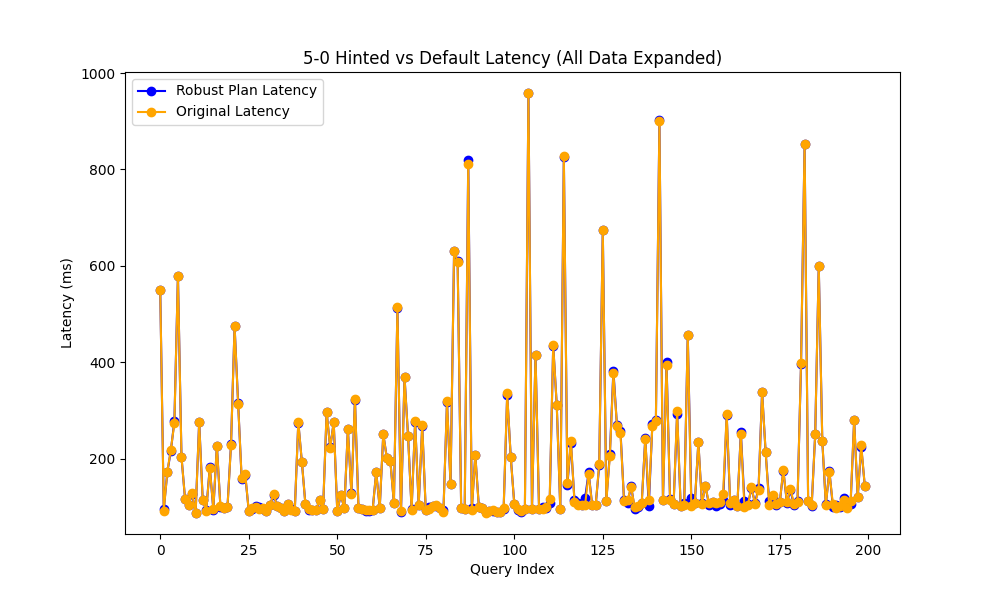 5-0 Hinted vs Default Latency (All Data Expanded)
Robust Plan Latency
Original Latency
Latency (ms)
1000
800
600
400
200
0
25
50
75
100
125
150
175
200
Query Index